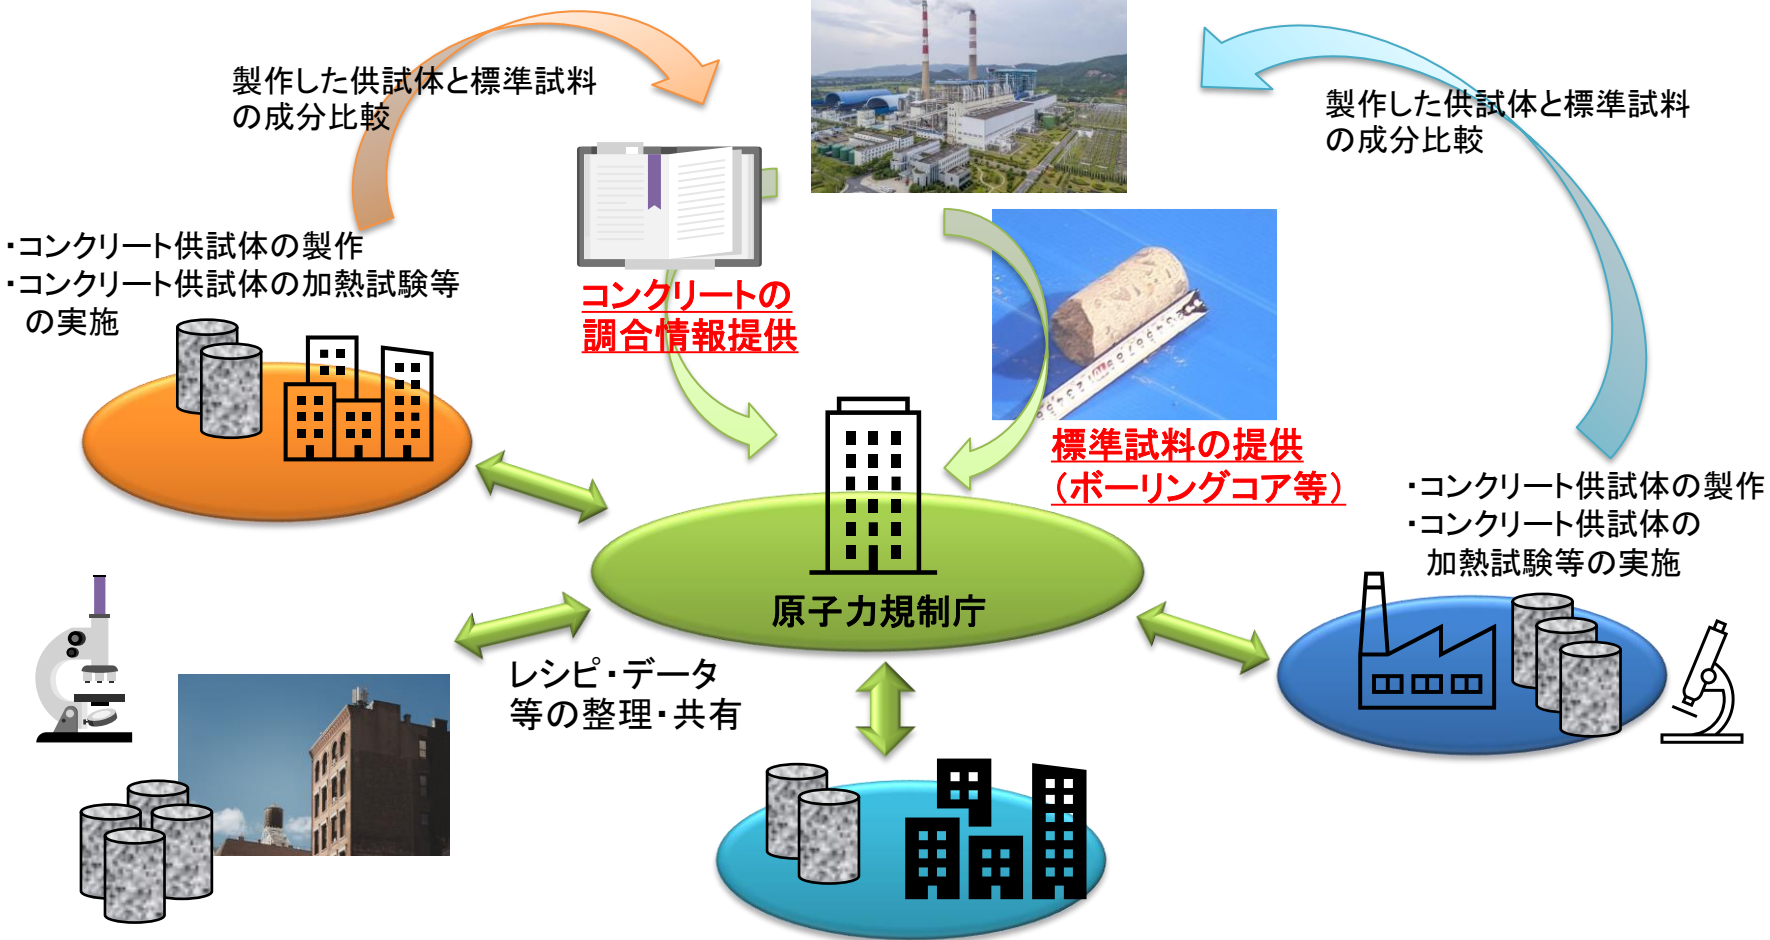 製作した供試体と標準試料
の成分比較
製作した供試体と標準試料
の成分比較
・コンクリート供試体の製作
・コンクリート供試体の加熱試験等
の実施
コンクリートの
調合情報提供
標準試料の提供
（ボーリングコア等）
・コンクリート供試体の製作
・コンクリート供試体の
加熱試験等の実施
原子力規制庁
レシピ・データ
等の整理・共有